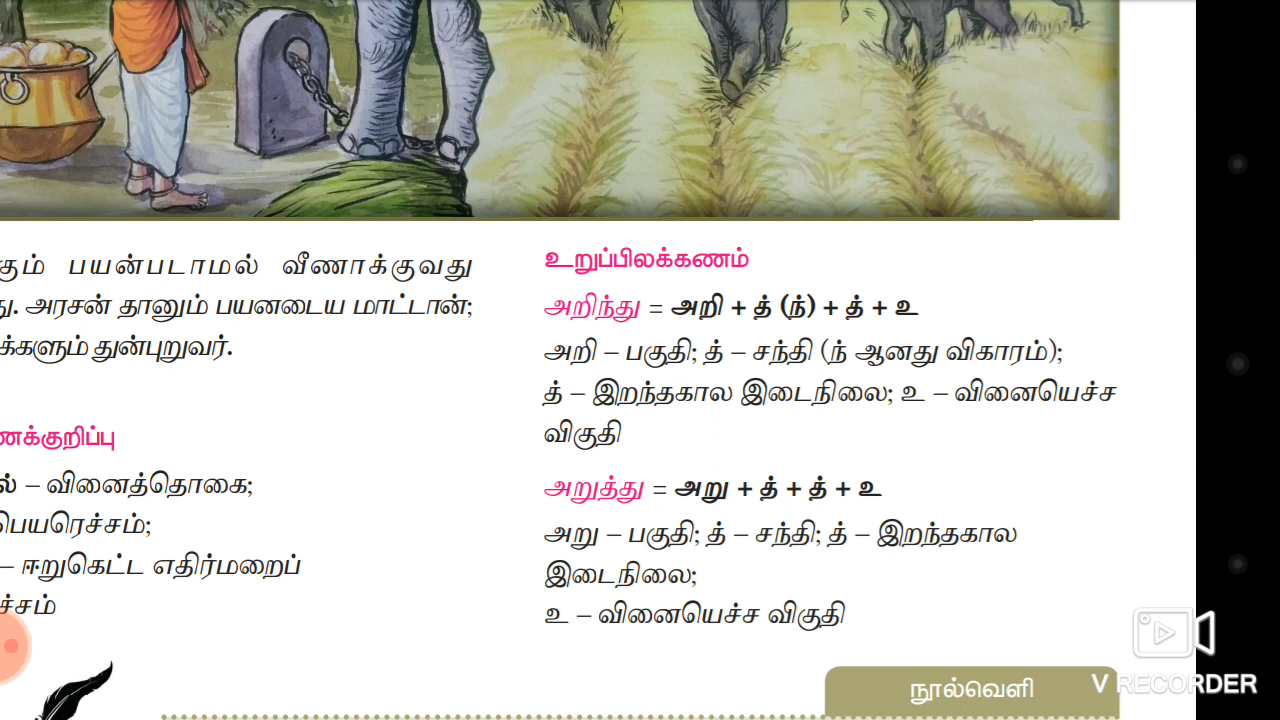 கும் பயன்படாமல் வீணாக்குவது
து. அரசன் தானும் பயனடைய மாட்டான்;
க்களும் துன்புறுவர்.
ணக்குறிப்பு
ல் – வினைத்தொகை;
பெயரெச்சம்;
– ஈறுகெட்ட எதிர்மறைப்
ச்சம்
உறுப்பிலக்கணம்
அறிந்து = அறி + த் (ந்) + த் + உ
அறி – பகுதி; த் – சந்தி (ந் ஆனது விகாரம்);
த் – இறந்தகால இடைநிலை; உ – வினையெச்ச
விகுதி
அறுத்து = அறு + த் + த் + உ
அறு – பகுதி; த் – சந்தி; த் – இறந்தகால
இடைநிலை;
உ – வினையெச்ச விகுதி
நூல்வெளி
V RECORDER